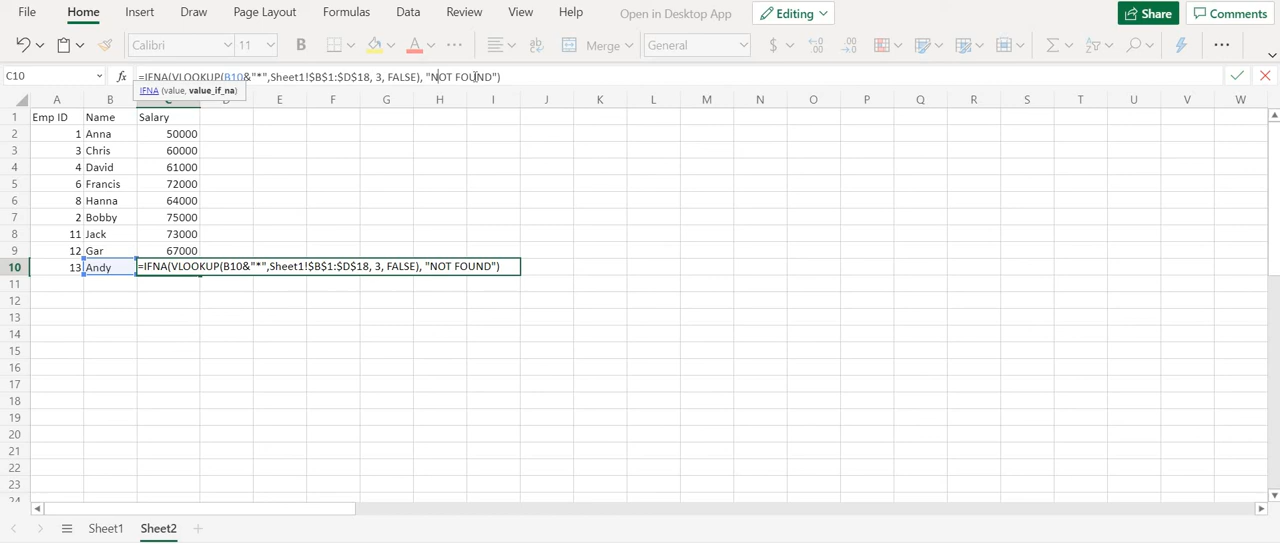 File Home Insert Draw Page Layout Formulas Data Review View Help Open in Desktop App Editing Share Comments
Calibri 11 B A Merge General $ .00
C10 fx =IFNA(VLOOKUP(B10&"*",Sheet1!$B$1:$D$18, 3, FALSE), "NOT FOUND")
IFNA (value, value_if_na)
A B C D E F G H I J K L M N O P Q R S T U V W
1 Emp ID Name Salary
2 1 Anna 50000
3 3 Chris 60000
4 4 David 61000
5 6 Francis 72000
6 8 Hanna 64000
7 2 Bobby 75000
8 11 Jack 73000
9 12 Gar 67000
10 13 Andy =IFNA(VLOOKUP(B10&"*",Sheet1!$B$1:$D$18, 3, FALSE), "NOT FOUND")
11
12
13
14
15
16
17
18
19
20
21
22
23
24
Sheet1 Sheet2